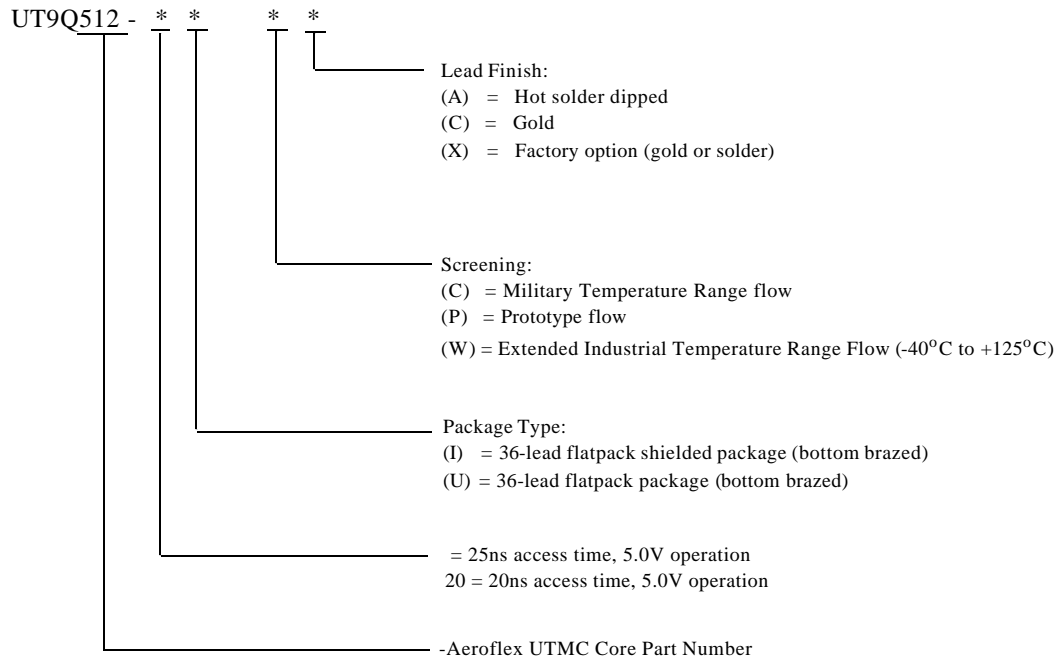 UT9Q512 - * * * *
Lead Finish:
(A) = Hot solder dipped
(C) = Gold
(X) = Factory option (gold or solder)
Screening:
(C) = Military Temperature Range flow
(P) = Prototype flow
(W) = Extended Industrial Temperature Range Flow (-40°C to +125°C)
Package Type:
(I) = 36-lead flatpack shielded package (bottom brazed)
(U) = 36-lead flatpack package (bottom brazed)
= 25ns access time, 5.0V operation
20 = 20ns access time, 5.0V operation
-Aeroflex UTMC Core Part Number